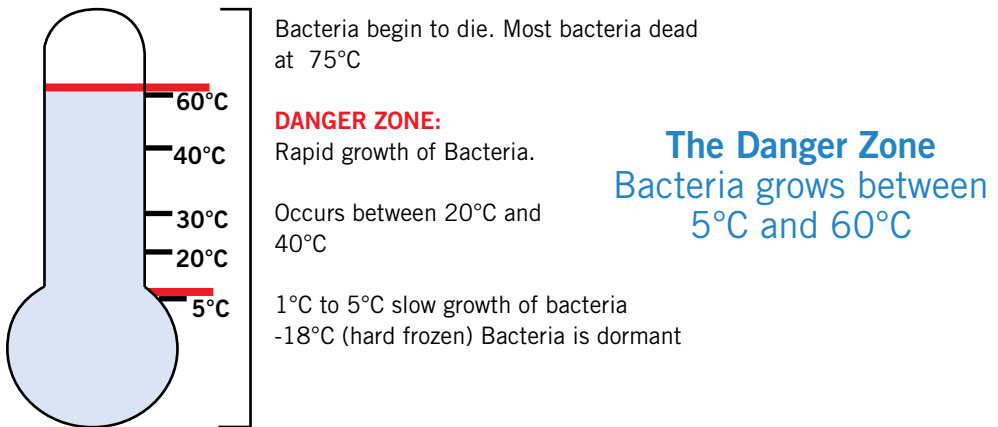 60°C
40°C
30°C
20°C
5°C
Bacteria begin to die. Most bacteria dead
at 75°C
DANGER ZONE:
Rapid growth of Bacteria.
Occurs between 20°C and
40°C
1°C to 5°C slow growth of bacteria
-18°C (hard frozen) Bacteria is dormant
The Danger Zone
Bacteria grows between
5°C and 60°C